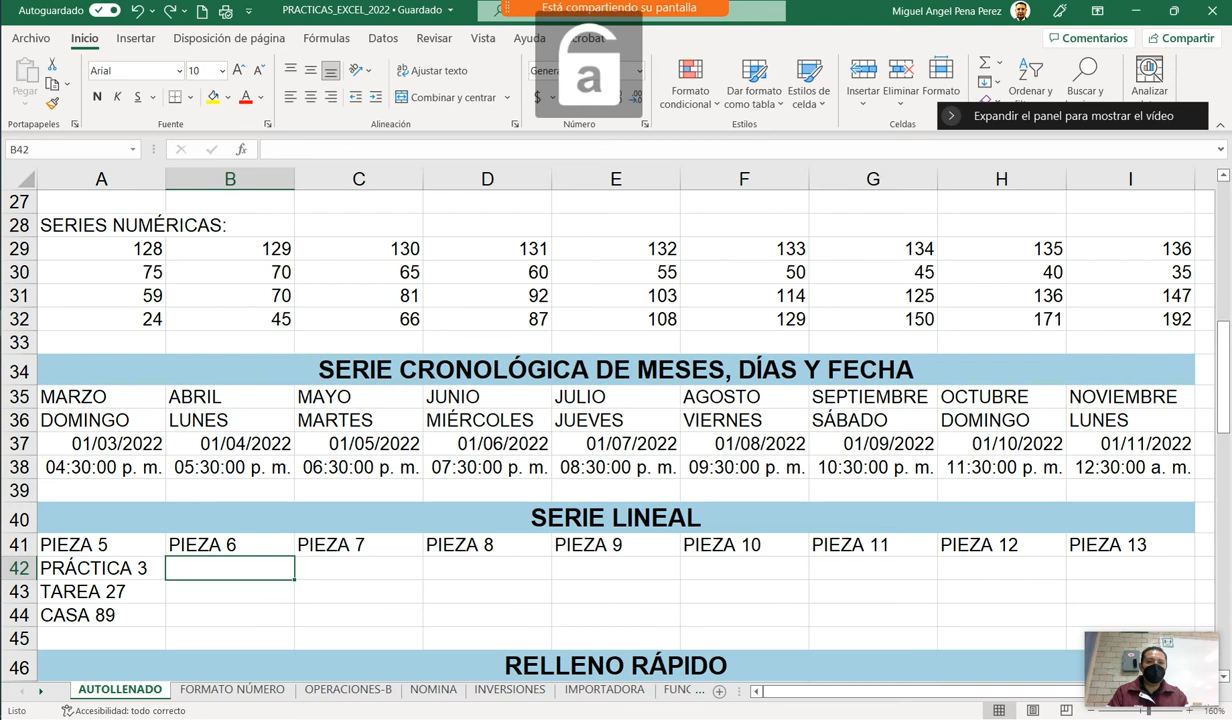 Autoguardado
PRACTICAS_EXCEL_2022 • Guardado
Está compartiendo su pantalla
Miguel Angel Pena Perez
Archivo Inicio Insertar Disposición de página Fórmulas Datos Revisar Vista Ayuda Acrobat Comentarios Compartir
Pegar
Arial 10
N K S
Ajustar texto
Combinar y centrar
a
Formato condicional
Dar formato como tabla
Estilos de celda
Insertar Eliminar Formato
Ordenar y
Buscar y
Analizar
Expandir el panel para mostrar el vídeo
Portapapeles Fuente Alineación Número Estilos Celdas
B42 fx
A B C D E F G H I
27
28 SERIES NUMÉRICAS:
29 128 129 130 131 132 133 134 135 136
30 75 70 65 60 55 50 45 40 35
31 59 70 81 92 103 114 125 136 147
32 24 45 66 87 108 129 150 171 192
33
34 SERIE CRONOLÓGICA DE MESES, DÍAS Y FECHA
35 MARZO ABRIL MAYO JUNIO JULIO AGOSTO SEPTIEMBRE OCTUBRE NOVIEMBRE
36 DOMINGO LUNES MARTES MIÉRCOLES JUEVES VIERNES SÁBADO DOMINGO LUNES
37 01/03/2022 01/04/2022 01/05/2022 01/06/2022 01/07/2022 01/08/2022 01/09/2022 01/10/2022 01/11/2022
38 04:30:00 p. m. 05:30:00 p. m. 06:30:00 p. m. 07:30:00 p. m. 08:30:00 p. m. 09:30:00 p. m. 10:30:00 p. m. 11:30:00 p. m. 12:30:00 a. m.
39
40 SERIE LINEAL
41 PIEZA 5 PIEZA 6 PIEZA 7 PIEZA 8 PIEZA 9 PIEZA 10 PIEZA 11 PIEZA 12 PIEZA 13
42 PRÁCTICA 3
43 TAREA 27
44 CASA 89
45
46 RELLENO RÁPIDO
AUTOLLENADO FORMATO NÚMERO OPERACIONES-B NOMINA INVERSIONES IMPORTADORA FUNC ...
Listo Accesibilidad: todo correcto 160%